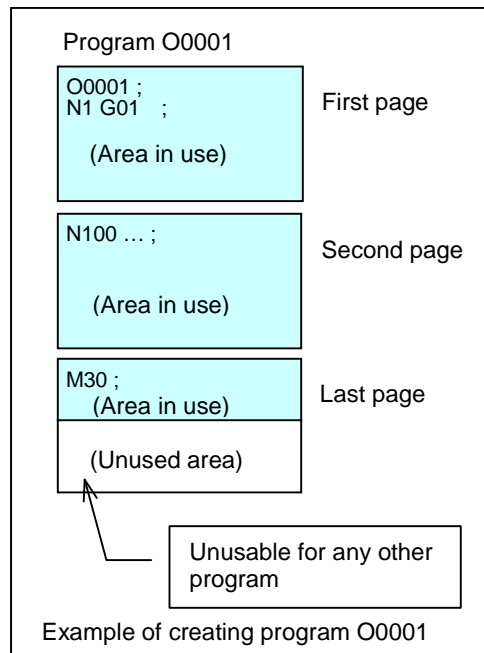 Program O0001
O0001 ;
N1 G01 ;
(Area in use)
First page
N100 … ;
(Area in use)
Second page
M30 ;
(Area in use)
Last page
(Unused area)
Unusable for any other
program
Example of creating program O0001